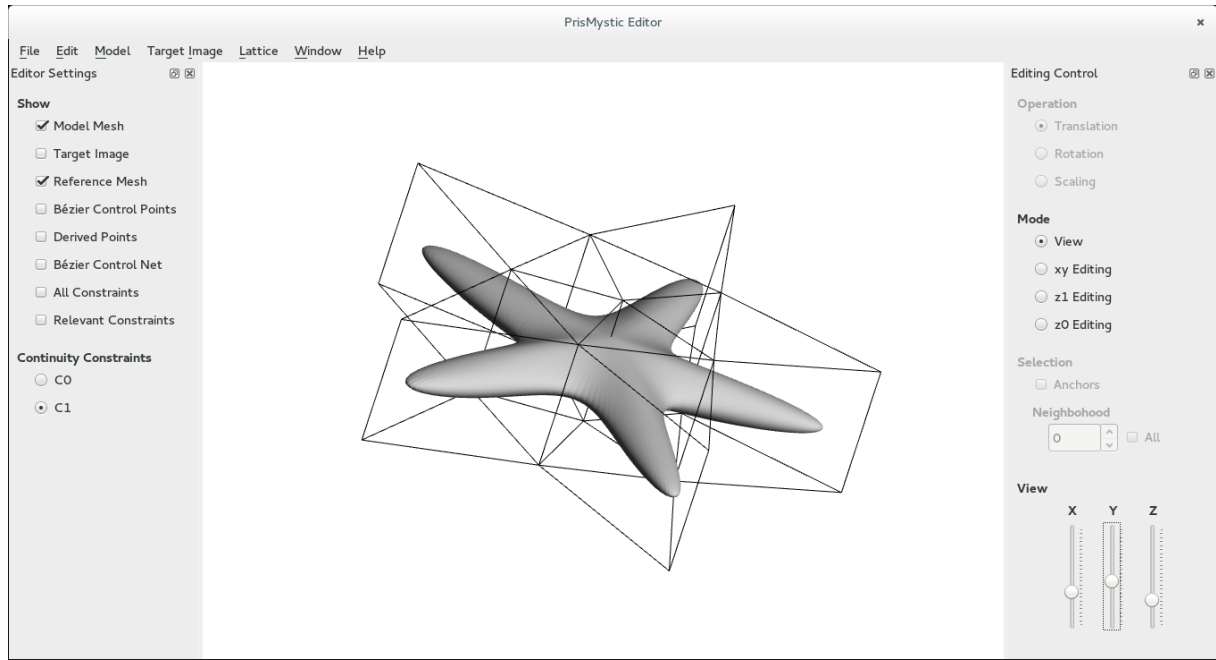 PrisMystic Editor
File Edit Model Target Image Lattice Window Help
Editor Settings
Show
Model Mesh
Target Image
Reference Mesh
Bézier Control Points
Derived Points
Bézier Control Net
All Constraints
Relevant Constraints
Continuity Constraints
C0
C1
Editing Control
Operation
Translation
Rotation
Scaling
Mode
View
xy Editing
z1 Editing
z0 Editing
Selection
Anchors
Neighbohood
0 All
View
X Y Z